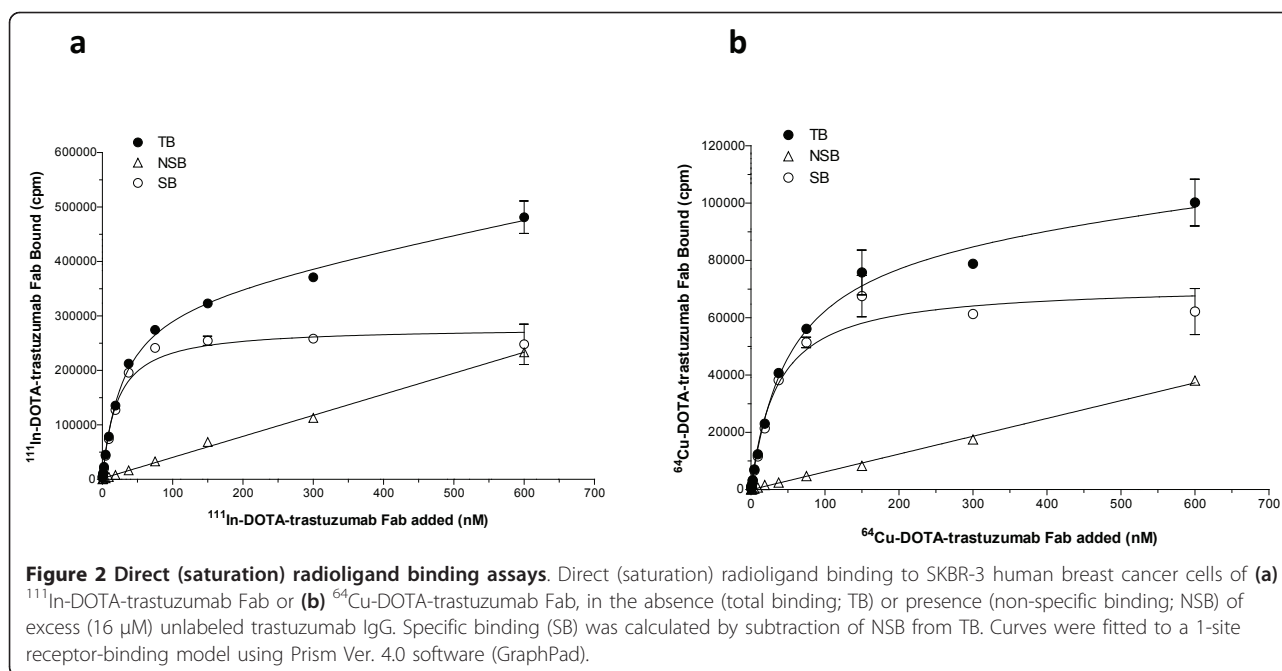 a
TB
NSB
SB
600000
500000
400000
300000
200000
100000
0
0 100 200 300 400 500 600 700
¹¹¹In-DOTA-trastuzumab Fab Bound (cpm)
¹¹¹In-DOTA-trastuzumab Fab added (nM)
b
TB
NSB
SB
120000
100000
80000
60000
40000
20000
0
0 100 200 300 400 500 600 700
⁶⁴Cu-DOTA-trastuzumab Fab Bound (cpm)
⁶⁴Cu-DOTA-trastuzumab Fab added (nM)
Figure 2 Direct (saturation) radioligand binding assays. Direct (saturation) radioligand binding to SKBR-3 human breast cancer cells of (a)
¹¹¹In-DOTA-trastuzumab Fab or (b) ⁶⁴Cu-DOTA-trastuzumab Fab, in the absence (total binding; TB) or presence (non-specific binding; NSB) of
excess (16 μM) unlabeled trastuzumab IgG. Specific binding (SB) was calculated by subtraction of NSB from TB. Curves were fitted to a 1-site
receptor-binding model using Prism Ver. 4.0 software (GraphPad).